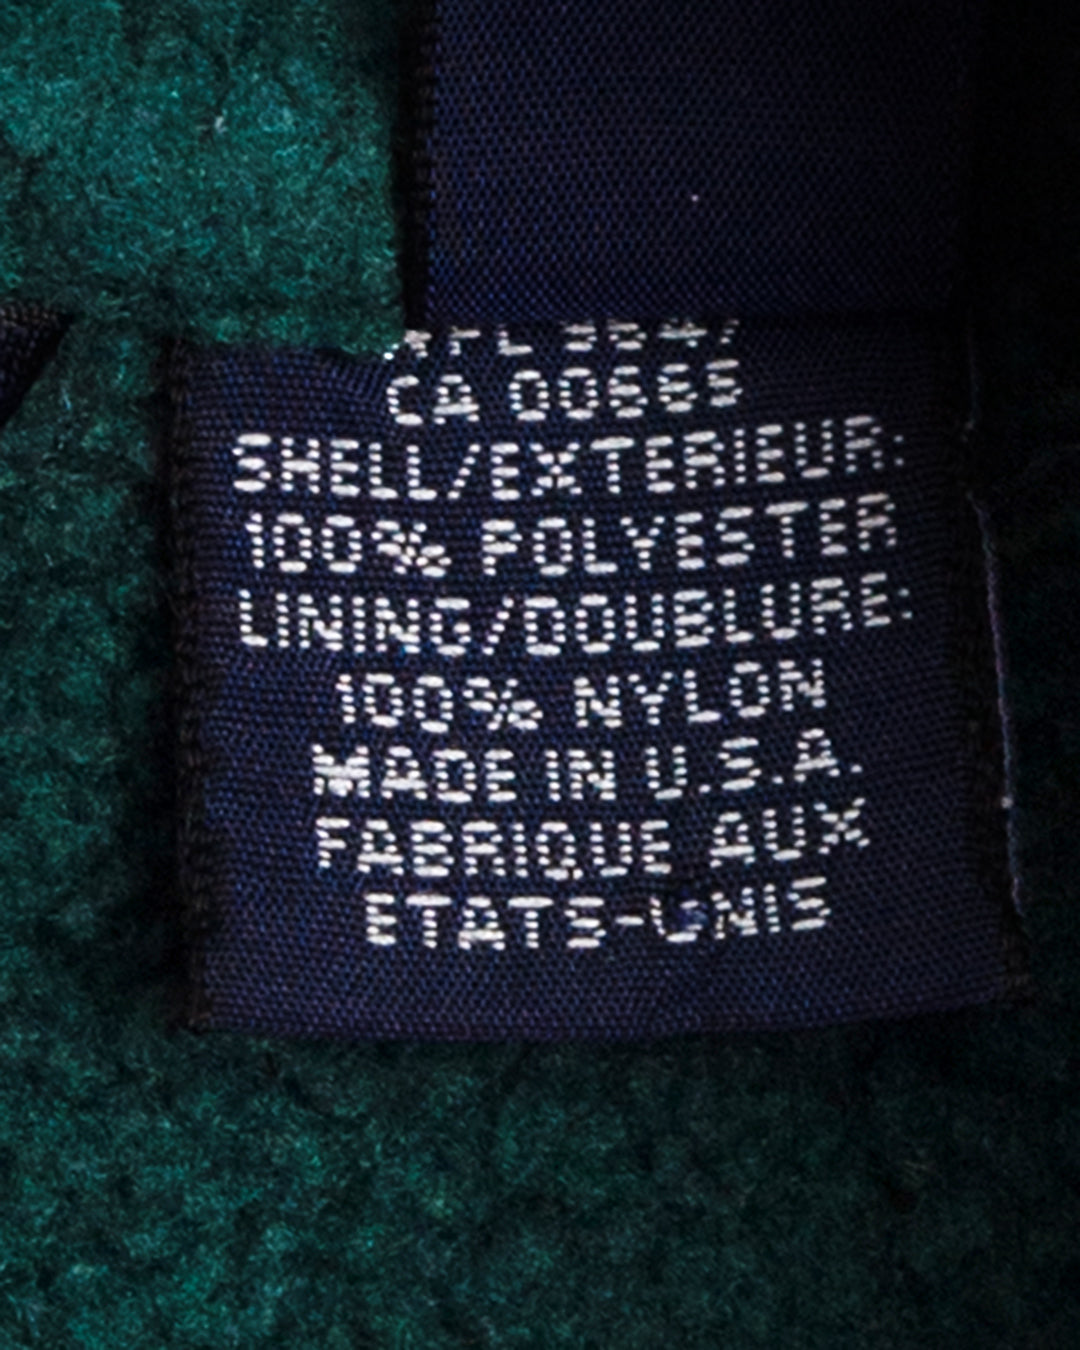 CA 00665
SHELL/EXTERIEUR:
100% POLYESTER
LINING/DOUBLURE:
100% NYLON
MADE IN U.S.A.
FABRIQUE AUX
ETATS-UNIS